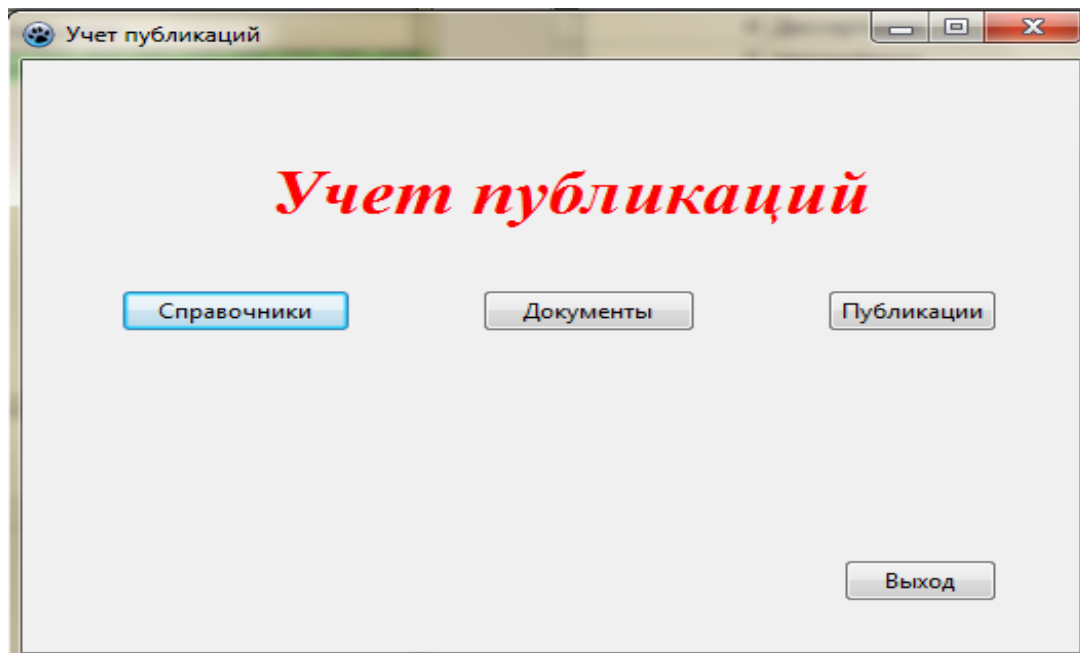 Учет публикаций
Учет публикаций
Справочники Документы Публикации
Выход